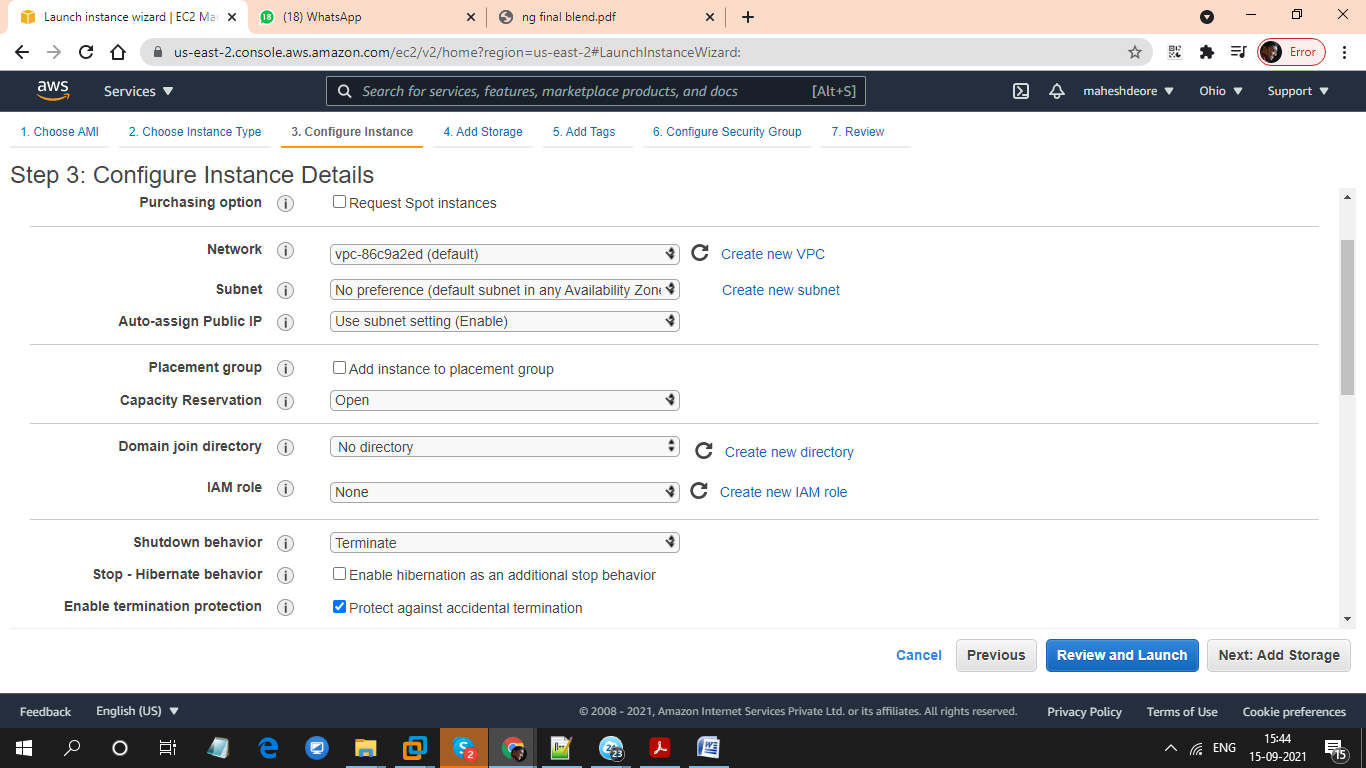 Launch instance wizard | EC2 Ma
(18) WhatsApp
ng final blend.pdf
us-east-2.console.aws.amazon.com/ec2/v2/home?region=us-east-2#LaunchInstanceWizard:
Error
aws
Services
Search for services, features, marketplace products, and docs
[Alt+S]
maheshdeore
Ohio
Support
1. Choose AMI
2. Choose Instance Type
3. Configure Instance
4. Add Storage
5. Add Tags
6. Configure Security Group
7. Review
Step 3: Configure Instance Details
Purchasing option
Request Spot instances
Network
vpc-86c9a2ed (default)
Create new VPC
Subnet
No preference (default subnet in any Availability Zone
Create new subnet
Auto-assign Public IP
Use subnet setting (Enable)
Placement group
Add instance to placement group
Capacity Reservation
Open
Domain join directory
No directory
Create new directory
IAM role
None
Create new IAM role
Shutdown behavior
Terminate
Stop - Hibernate behavior
Enable hibernation as an additional stop behavior
Enable termination protection
Protect against accidental termination
Cancel
Previous
Review and Launch
Next: Add Storage
Feedback
English (US)
© 2008 - 2021, Amazon Internet Services Private Ltd. or its affiliates. All rights reserved.
Privacy Policy
Terms of Use
Cookie preferences
ENG
15:44
15-09-2021
15